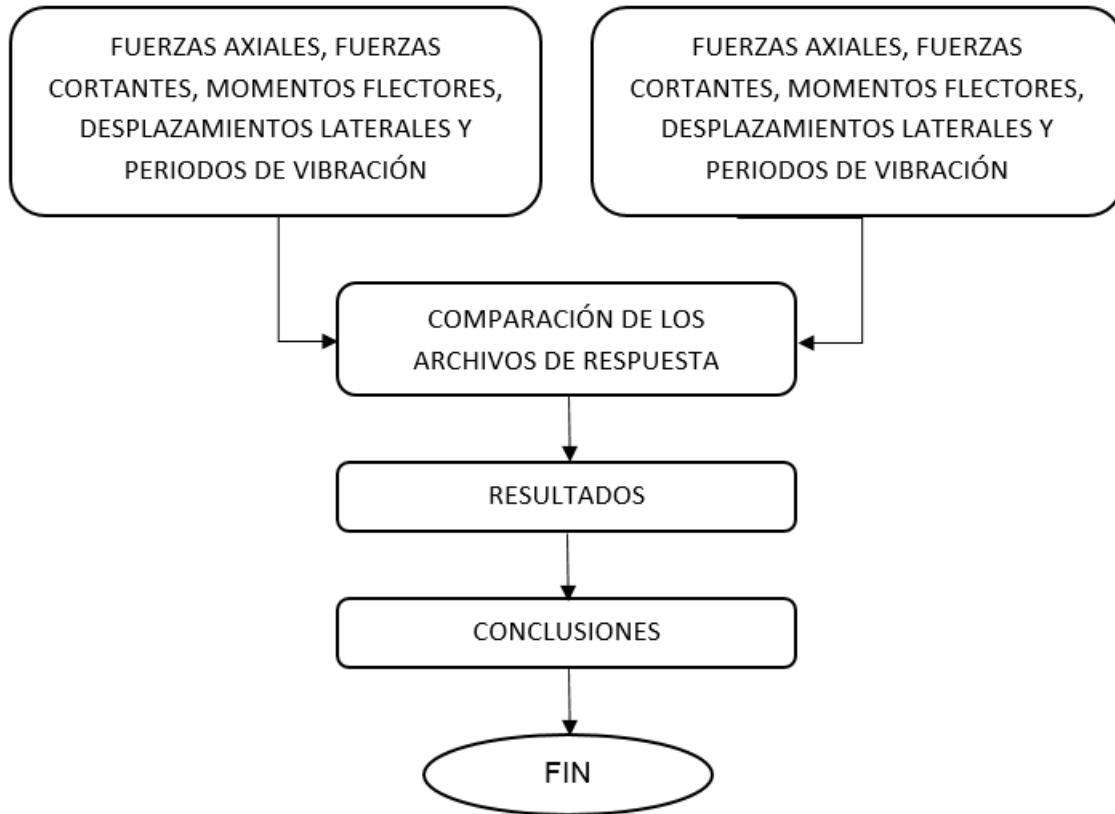 FUERZAS AXIALES, FUERZAS
CORTANTES, MOMENTOS FLECTORES,
DESPLAZAMIENTOS LATERALES Y
PERIODOS DE VIBRACIÓN
FUERZAS AXIALES, FUERZAS
CORTANTES, MOMENTOS FLECTORES,
DESPLAZAMIENTOS LATERALES Y
PERIODOS DE VIBRACIÓN
COMPARACIÓN DE LOS
ARCHIVOS DE RESPUESTA
RESULTADOS
CONCLUSIONES
FIN